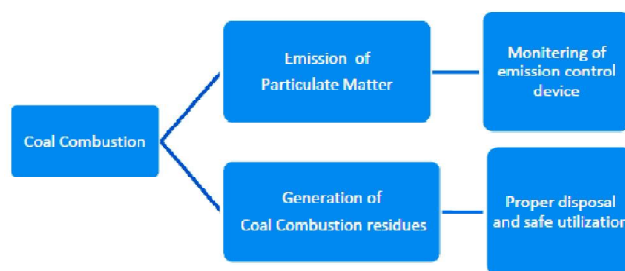 Coal Combustion
Emission of
Particulate Matter
Monitering of
emission control
device
Generation of
Coal Combustion residues
Proper disposal
and safe utilization